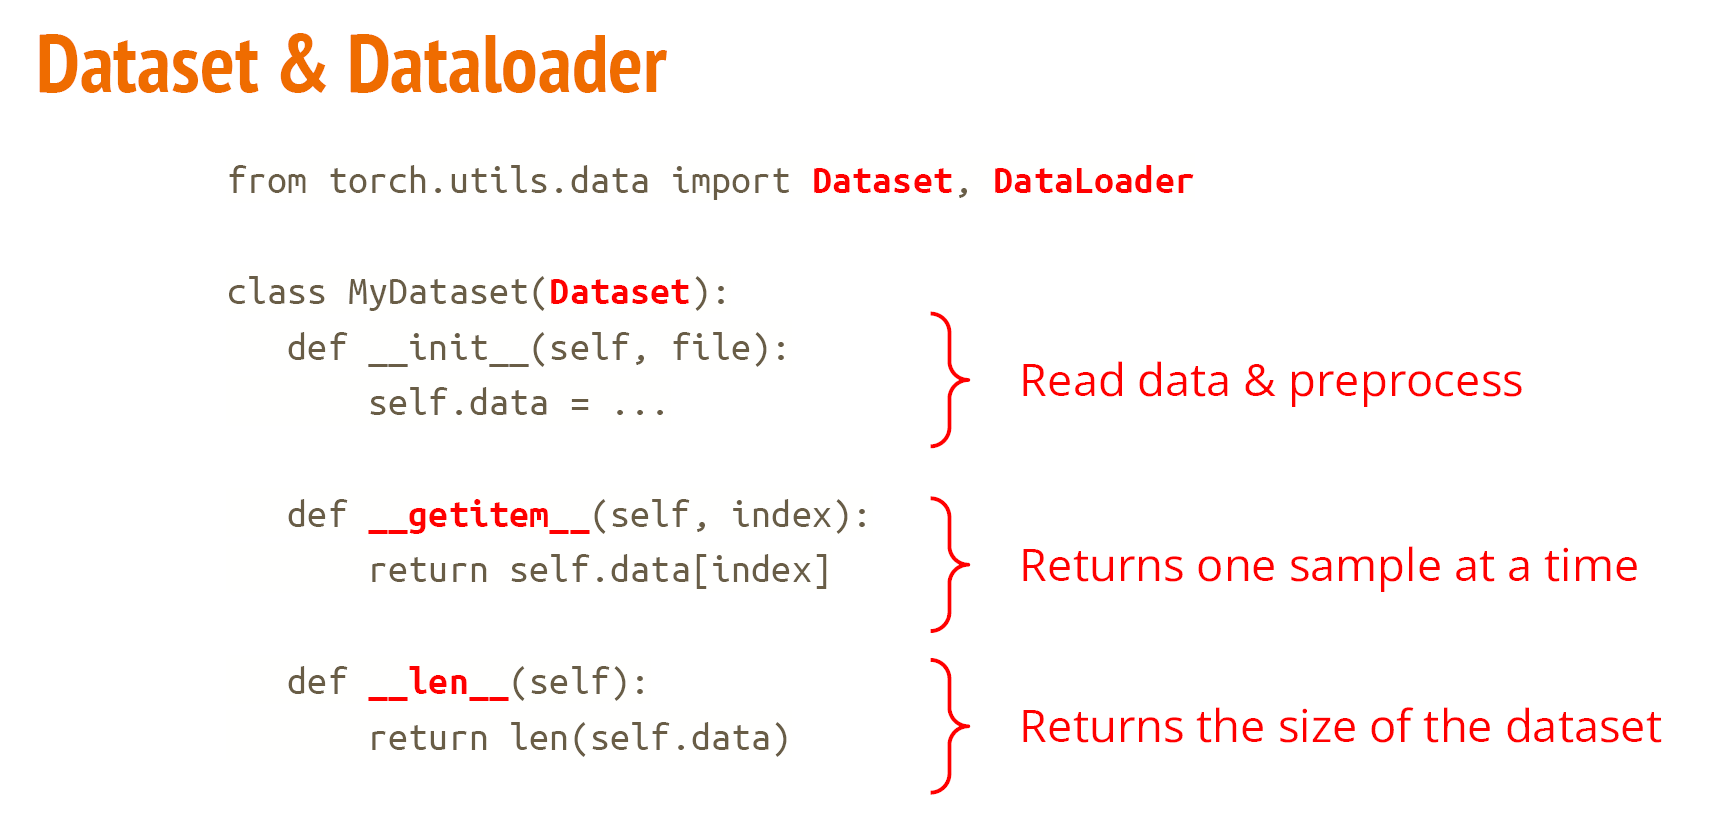 Dataset & Dataloader
from torch.utils.data import Dataset, DataLoader
class MyDataset(Dataset):
def __init__(self, file):
self.data = ...
Read data & preprocess
def __getitem__(self, index):
return self.data[index]
Returns one sample at a time
def __len__(self):
return len(self.data)
Returns the size of the dataset